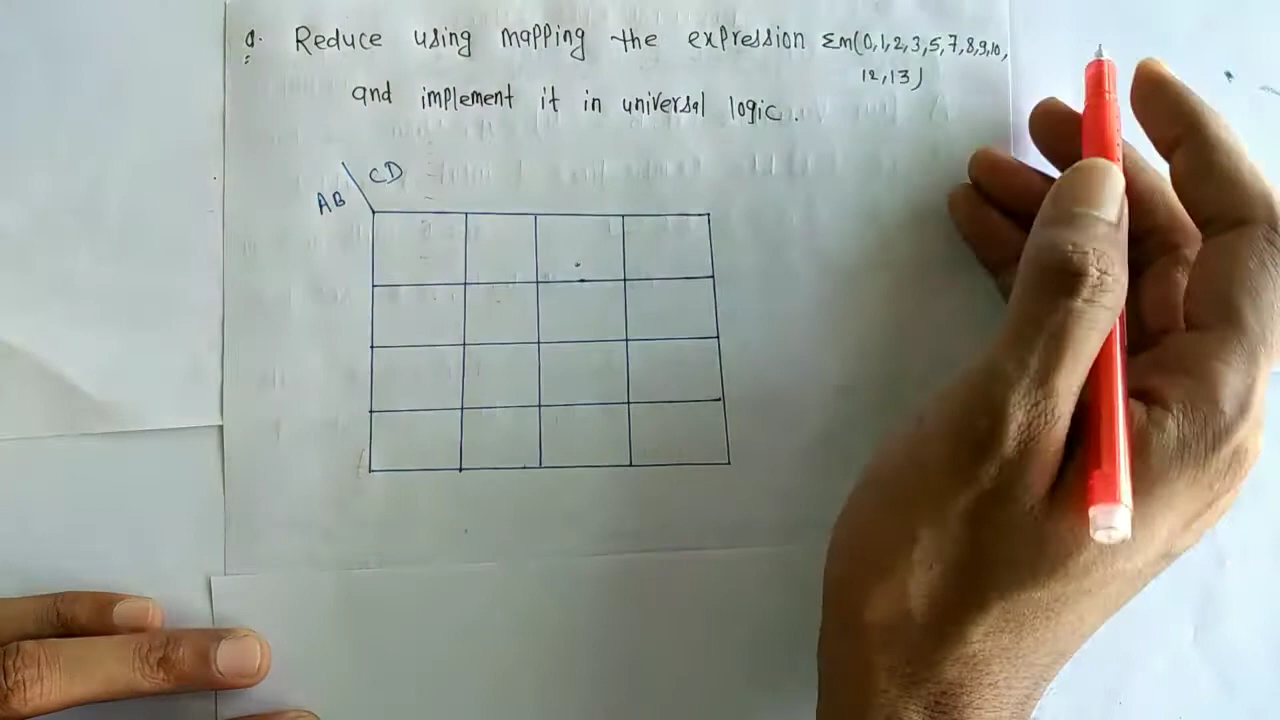 Q. Reduce using mapping the expression Σm(0,1,2,3,5,7,8,9,10,
12,13)
and implement it in universal logic.
CD
AB